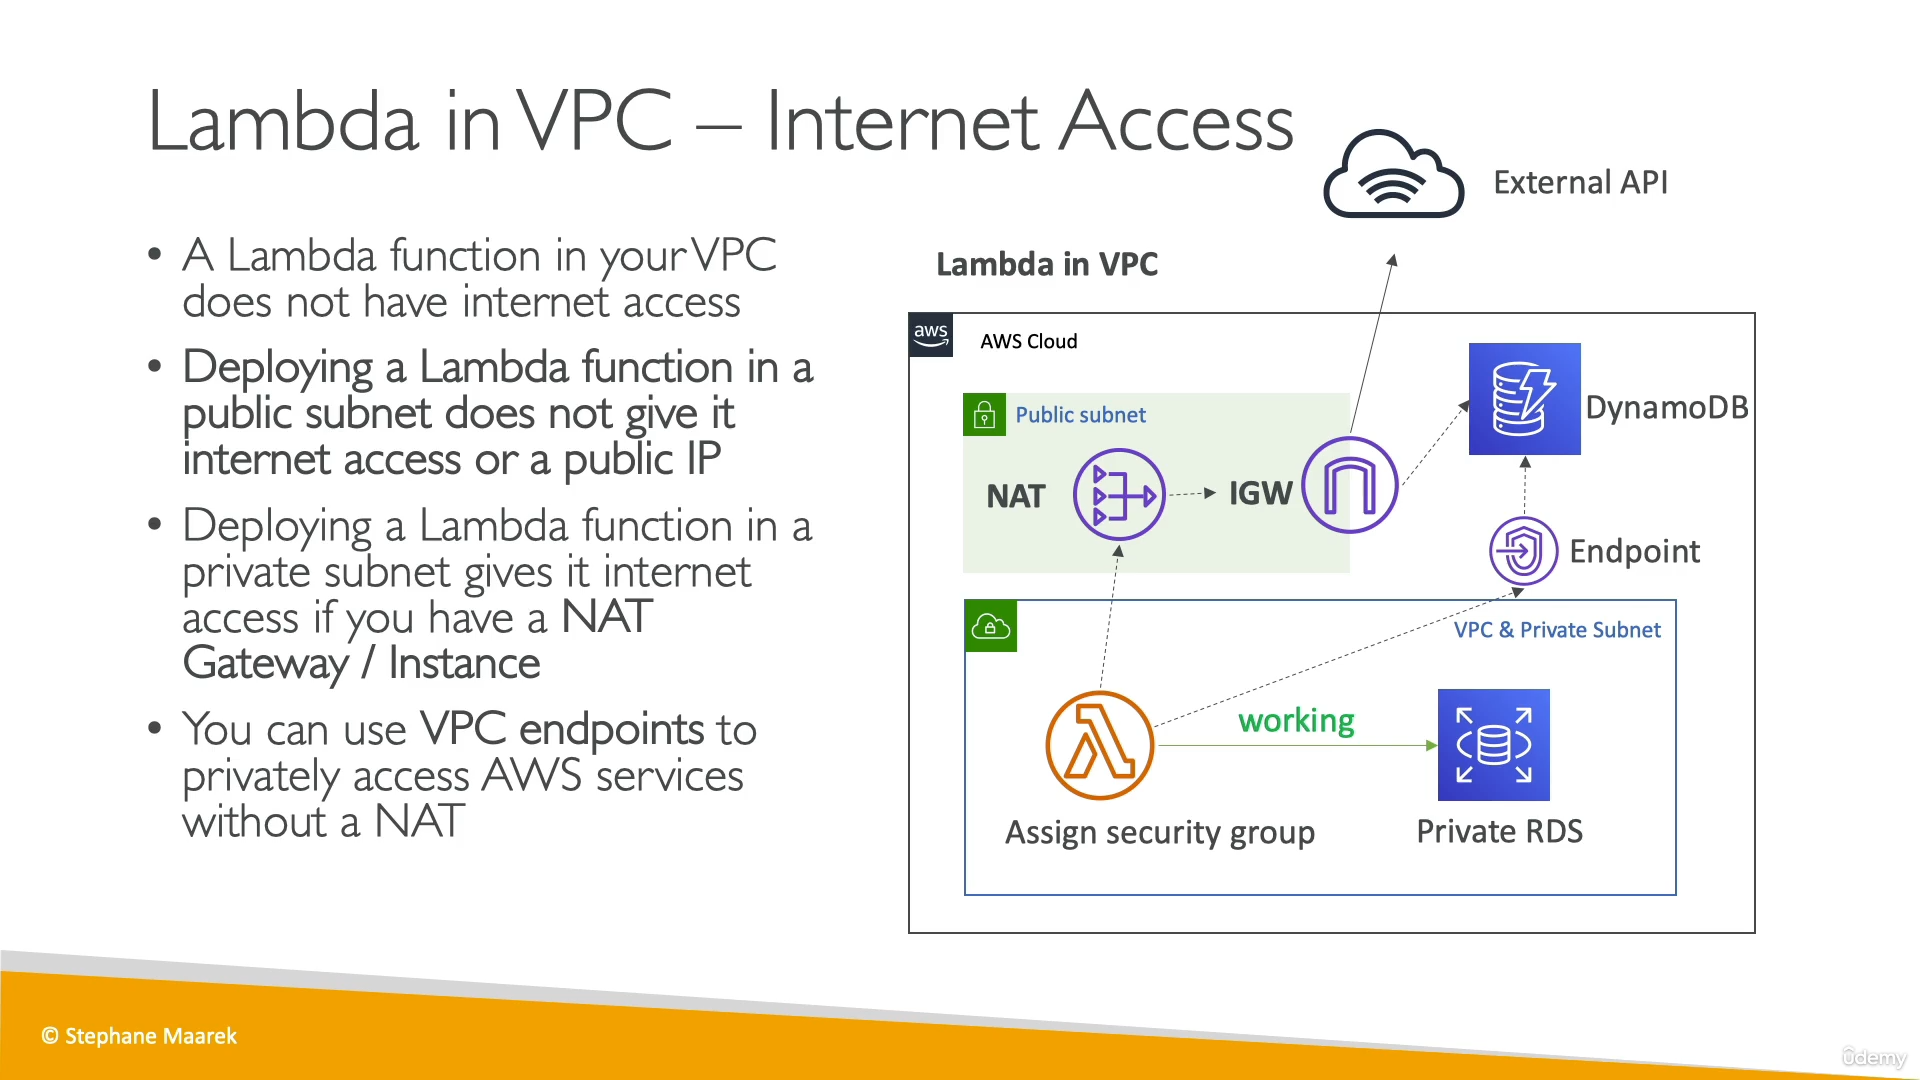 Lambda in VPC – Internet Access
• A Lambda function in your VPC
does not have internet access
• Deploying a Lambda function in a
public subnet does not give it
internet access or a public IP
• Deploying a Lambda function in a
private subnet gives it internet
access if you have a NAT
Gateway / Instance
• You can use VPC endpoints to
privately access AWS services
without a NAT
External API
Lambda in VPC
aws
AWS Cloud
Public subnet
DynamoDB
NAT
IGW
Endpoint
VPC & Private Subnet
working
Assign security group
Private RDS
© Stephane Maarek
ûdemy